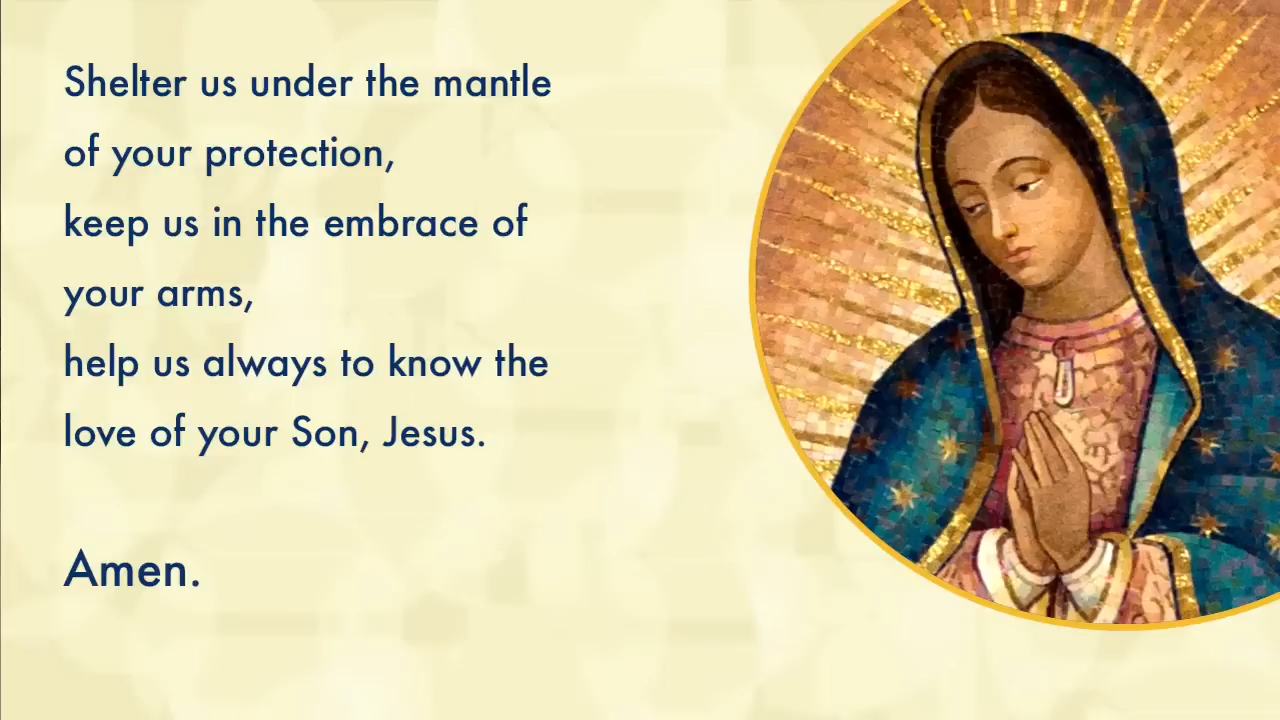 Shelter us under the mantle
of your protection,
keep us in the embrace of
your arms,
help us always to know the
love of your Son, Jesus.
Amen.